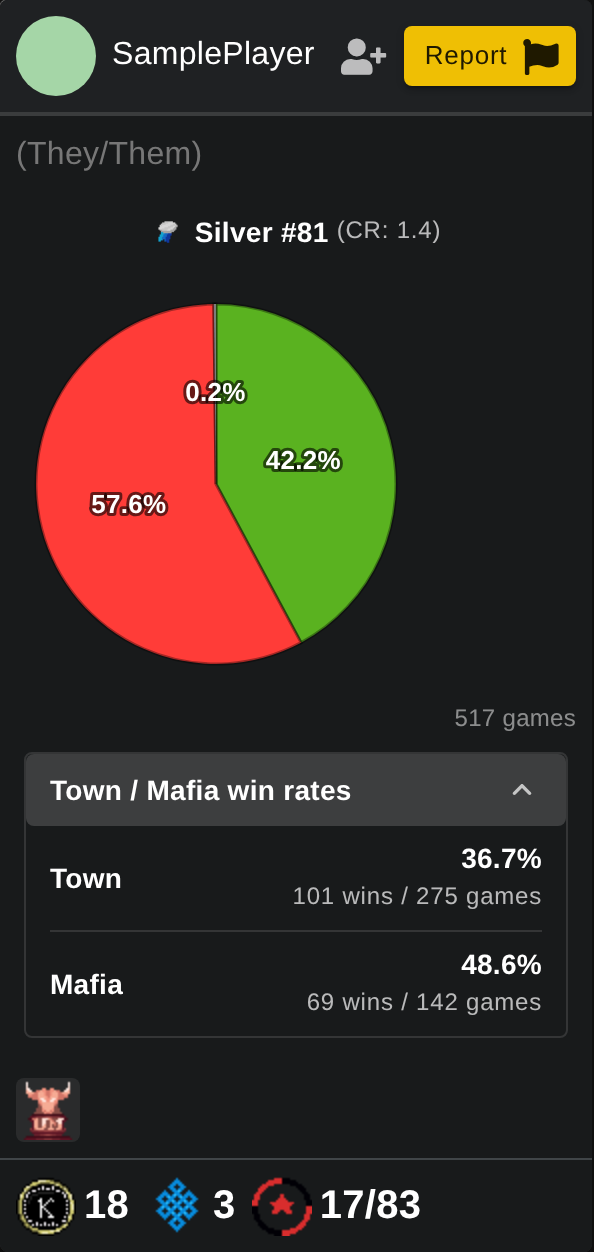 SamplePlayer
Report
(They/Them)
Silver #81 (CR: 1.4)
0.2%
42.2%
57.6%
517 games
Town / Mafia win rates
Town
36.7%
101 wins / 275 games
Mafia
48.6%
69 wins / 142 games
UM
K 18 3 17/83